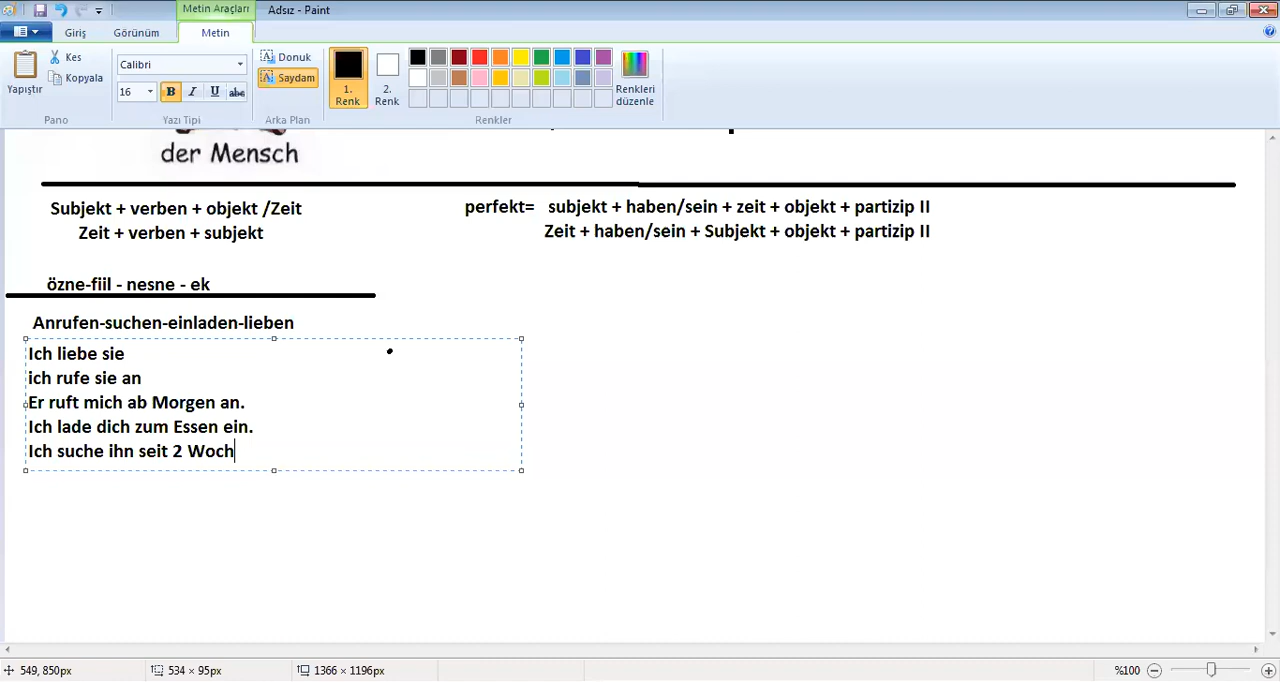 Metin Araçları
Adsız - Paint
Giriş
Görünüm
Metin
Yapıştır
Kes
Kopyala
Pano
Calibri
16
B I U abc
Yazı Tipi
Donuk
Saydam
Arka Plan
1. Renk
2. Renk
Renkleri düzenle
Renkler
der Mensch
Subjekt + verben + objekt /Zeit
Zeit + verben + subjekt
perfekt= subjekt + haben/sein + zeit + objekt + partizip II
Zeit + haben/sein + Subjekt + objekt + partizip II
özne-fiil - nesne - ek
Anrufen-suchen-einladen-lieben
Ich liebe sie
ich rufe sie an
Er ruft mich ab Morgen an.
Ich lade dich zum Essen ein.
Ich suche ihn seit 2 Woch
549, 850px
534 × 95px
1366 × 1196px
%100